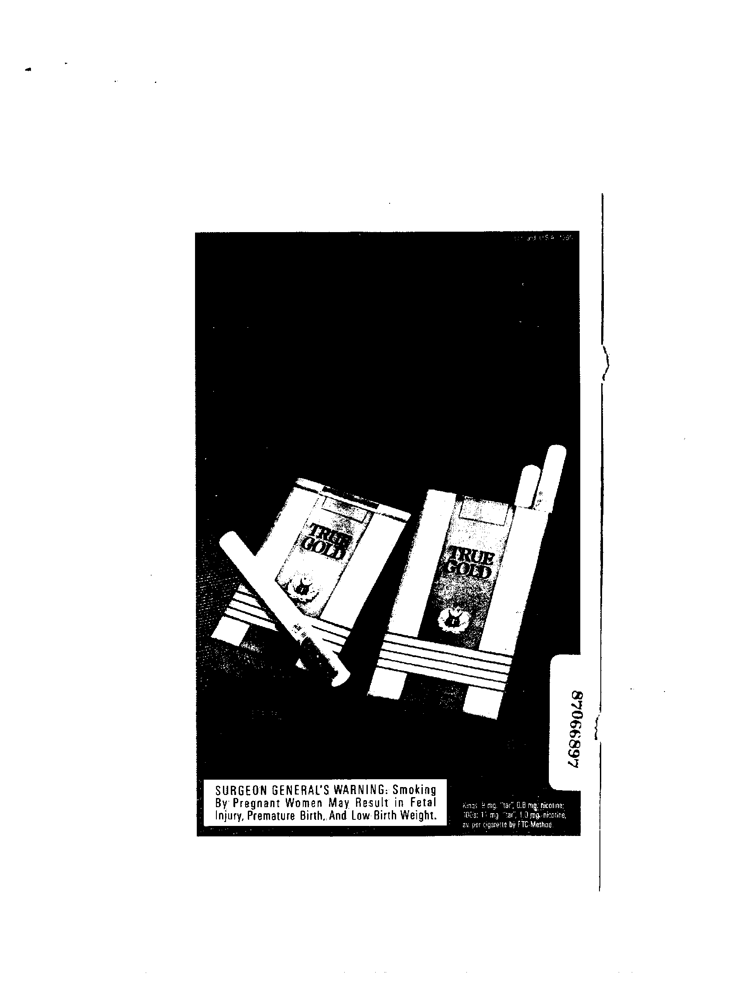 TRUE
GOLD
TRUE
GOLD
87066897
SURGEON GENERAL'S WARNING: Smoking
By Pregnant Women May Result in Fetal
Injury, Premature Birth, And Low Birth Weight.
Kings: 9 mg. "tar", 0.8 mg. nicotine;
100s: 11 mg. "tar", 1.0 mg. nicotine,
av. per cigarette by FTC Method.